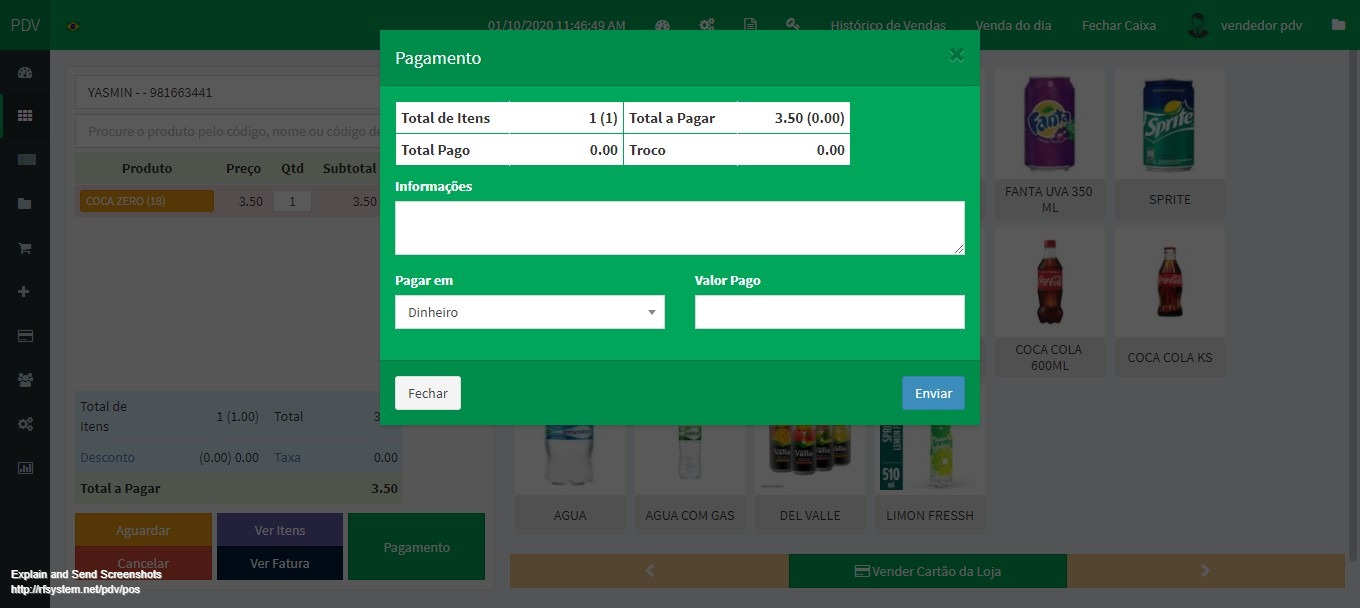 PDV
01/10/2020 11:46:49 AM
Histórico de Vendas
Venda do dia
Fechar Caixa
vendedor pdv
YASMIN - - 981663441
Procure o produto pelo código, nome ou código de
Produto Preço Qtd Subtotal
COCA ZERO (18) 3.50 1 3.50
Total de Itens 1 (1.00) Total 3
Desconto (0.00) 0.00 Taxa 0.00
Total a Pagar 3.50
Aguardar
Ver Itens
Pagamento
Cancelar
Ver Fatura
Pagamento
Total de Itens 1 (1) Total a Pagar 3.50 (0.00)
Total Pago 0.00 Troco 0.00
Informações
Pagar em
Valor Pago
Dinheiro
Fechar
Enviar
Fanta
Sprite
FANTA UVA 350
ML
SPRITE
COCA COLA
600ML
COCA COLA KS
Valle
Valle
510
AGUA
AGUA COM GAS
DEL VALLE
LIMON FRESSH
Vender Cartão da Loja
Explain and Send Screenshots
http://rfsystem.net/pdv/pos